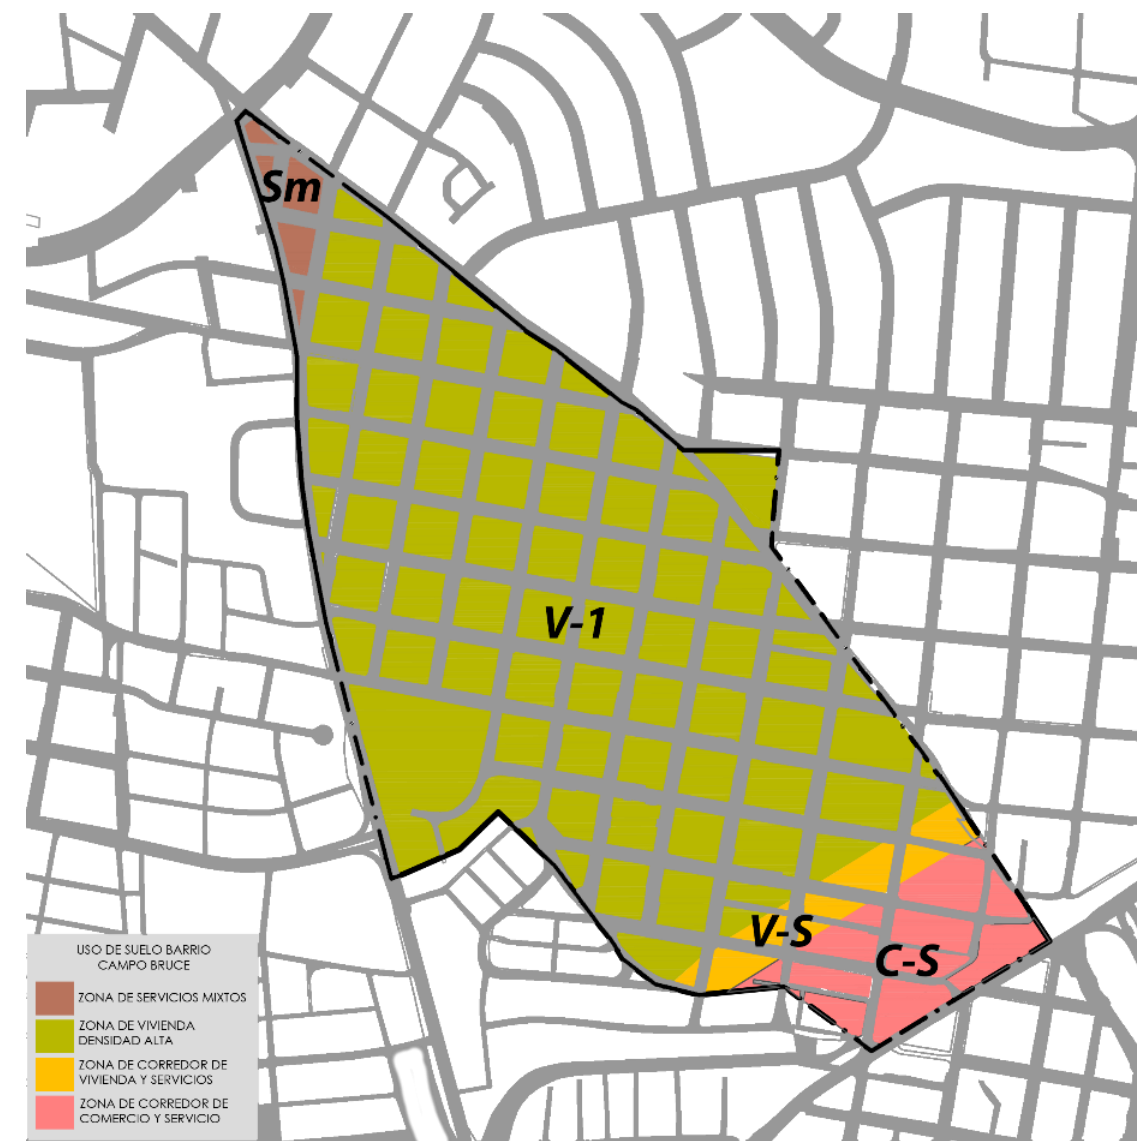 Sm
V-1
V-S
C-S
USO DE SUELO BARRIO
CAMPO BRUCE
ZONA DE SERVICIOS MIXTOS
ZONA DE VIVIENDA
DENSIDAD ALTA
ZONA DE CORREDOR DE
VIVIENDA Y SERVICIOS
ZONA DE CORREDOR DE
COMERCIO Y SERVICIO